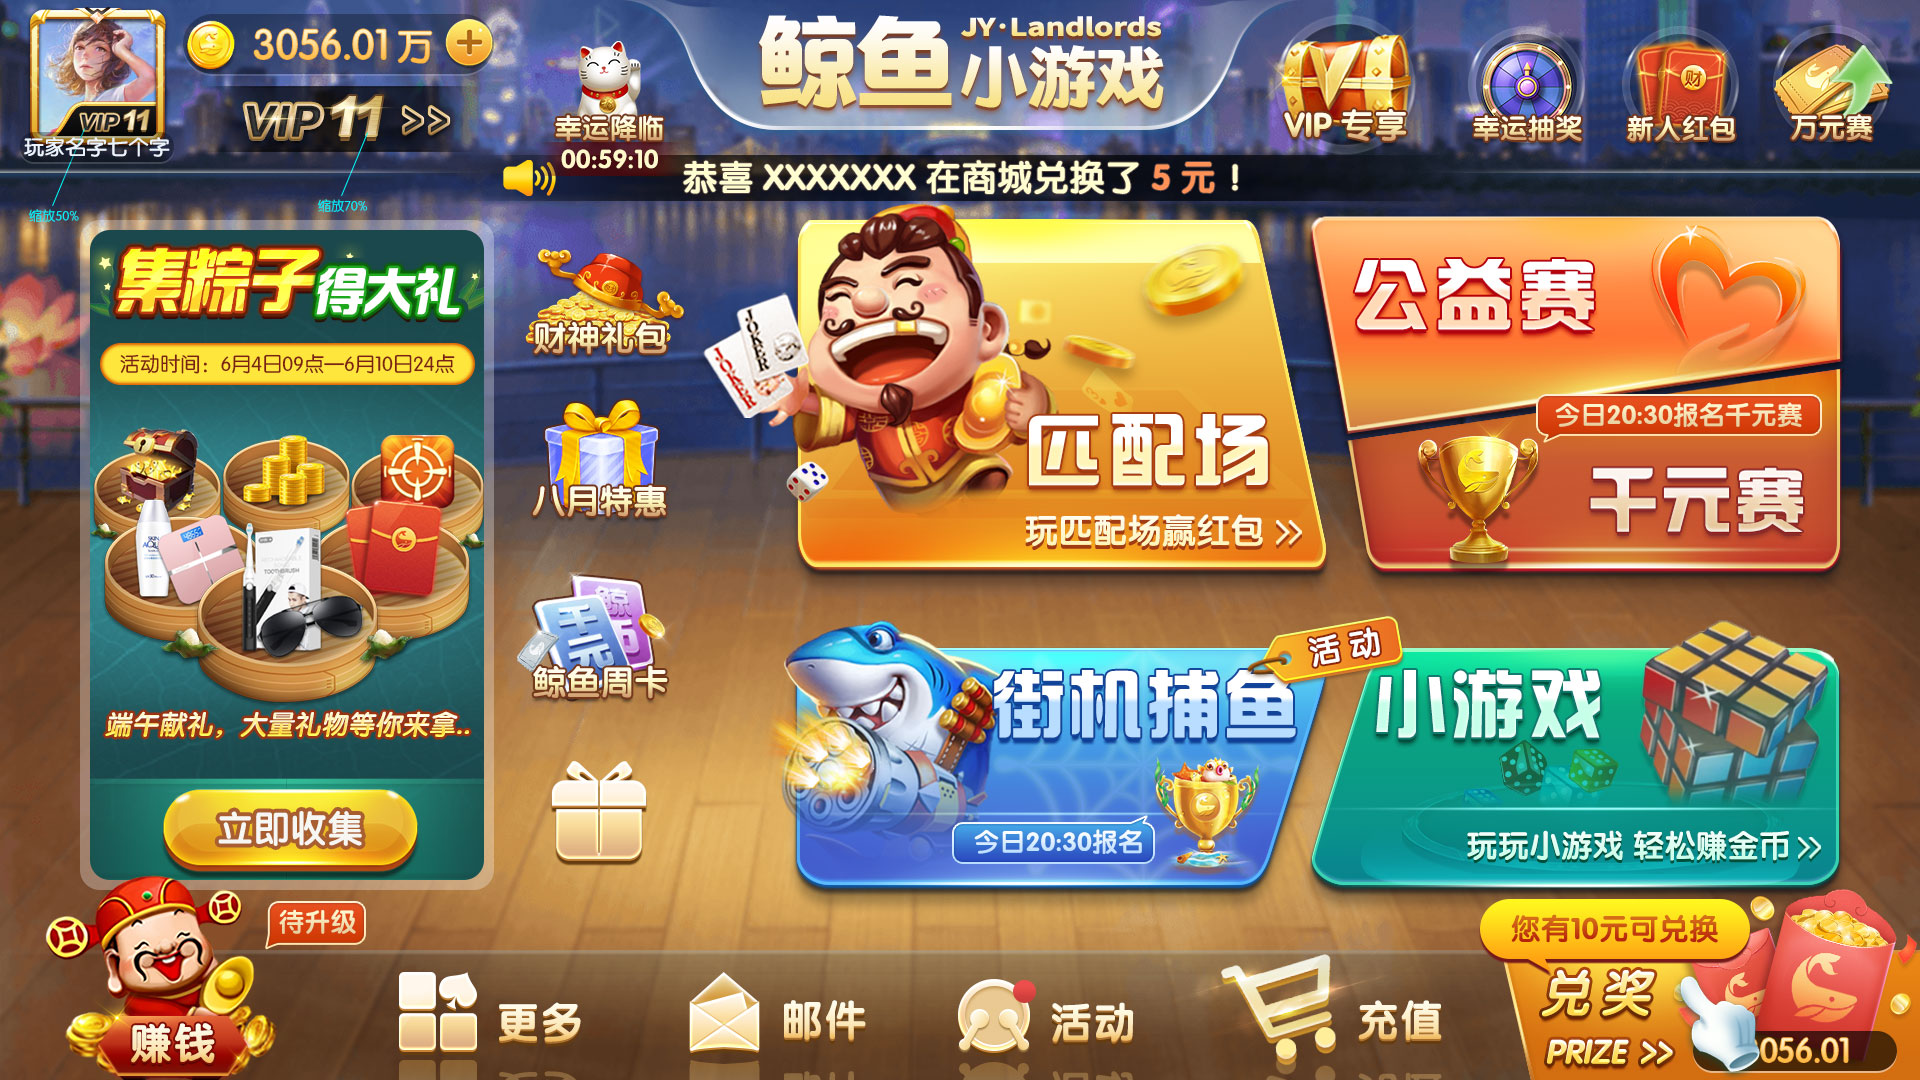 3056.01万
VIP 11
玩家名字七个字
VIP 11 >>
缩放50%
缩放70%
幸运降临
00:59:10
鲸鱼
JY·Landlords
小游戏
VIP 专享
幸运抽奖
财
新人红包
万元赛
恭喜 XXXXXXX 在商城兑换了 5 元！
集粽子得大礼
活动时间：6月4日09点—6月10日24点
TOOTHBRUSH
端午献礼，大量礼物等你来拿..
立即收集
财神礼包
八月特惠
鲸鱼周卡
JOKER
JOKER
匹配场
玩匹配场赢红包 >>
公益赛
今日20:30报名千元赛
千元赛
街机捕鱼
今日20:30报名
活动
小游戏
玩玩小游戏 轻松赚金币 >>
待升级
赚钱
更多
邮件
活动
充值
您有10元可兑换
兑奖
PRIZE >>
056.01